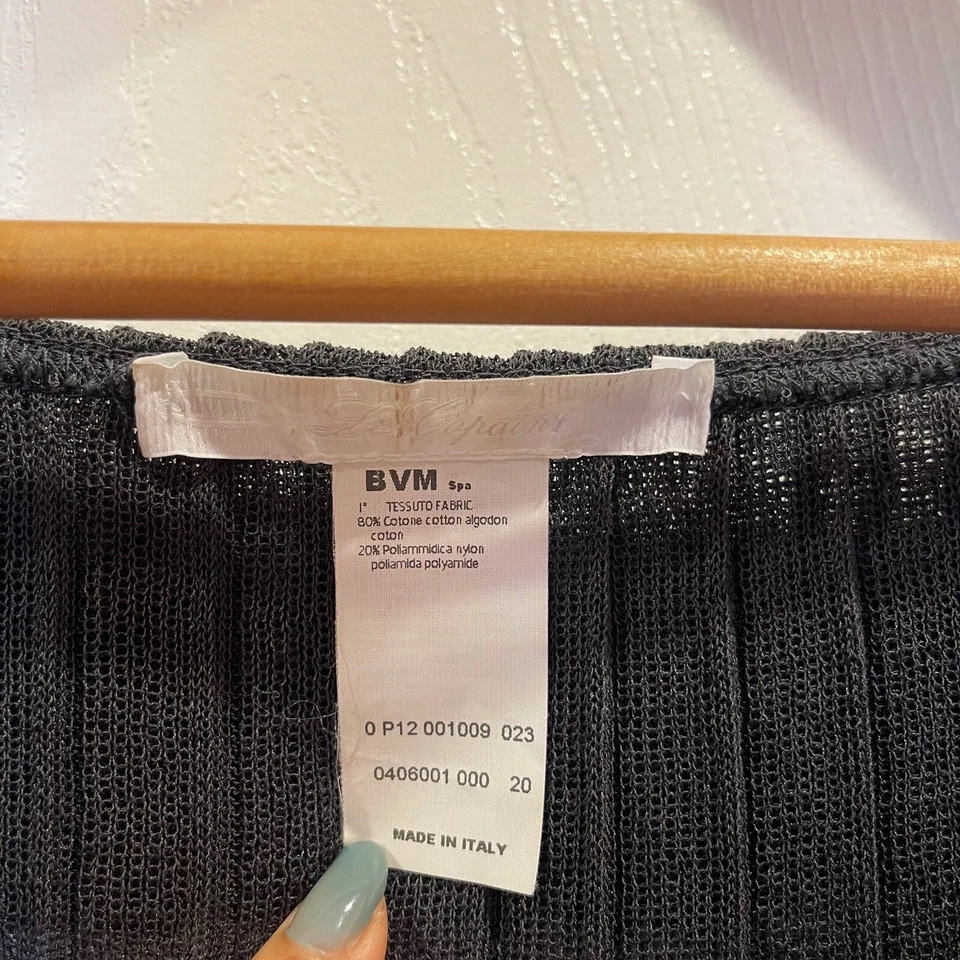 Les Copains
BVM Spa
1° TESSUTO FABRIC
80% Cotone cotton algodon
coton
20% Poliammidica nylon
poliamida polyamide
0 P12 001009 023
0406001 000 20
MADE IN ITALY